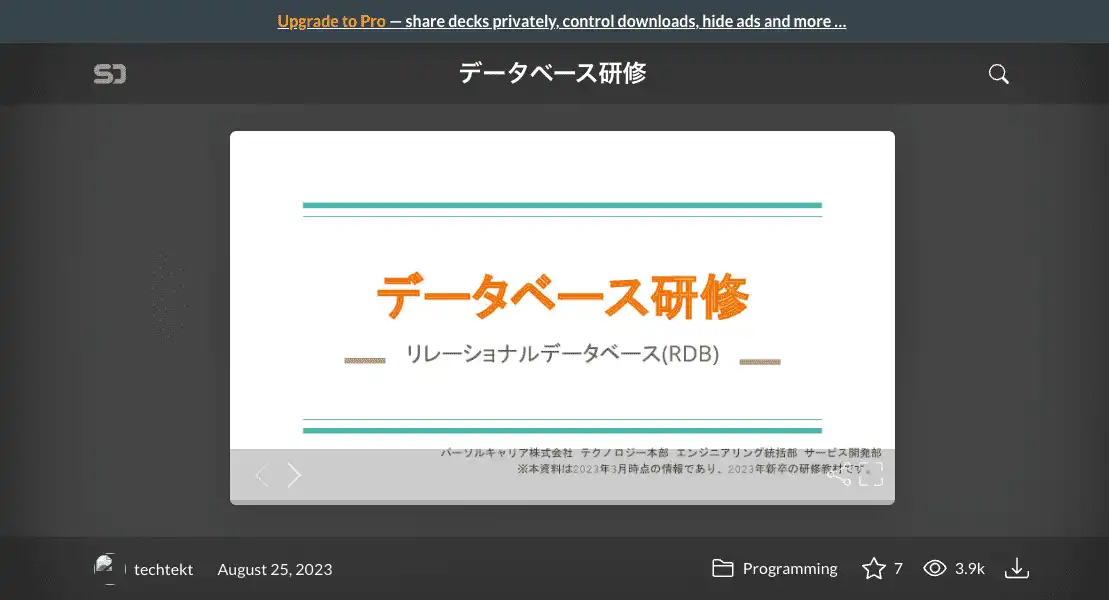 Upgrade to Pro — share decks privately, control downloads, hide ads and more …
データベース研修
データベース研修
リレーショナルデータベース(RDB)
パーソルキャリア株式会社 テクノロジー本部 エンジニアリング統括部 サービス開発部
※本資料は2023年3月時点の情報であり、2023年新卒の研修教材です。
techtekt August 25, 2023 Programming 7 3.9k